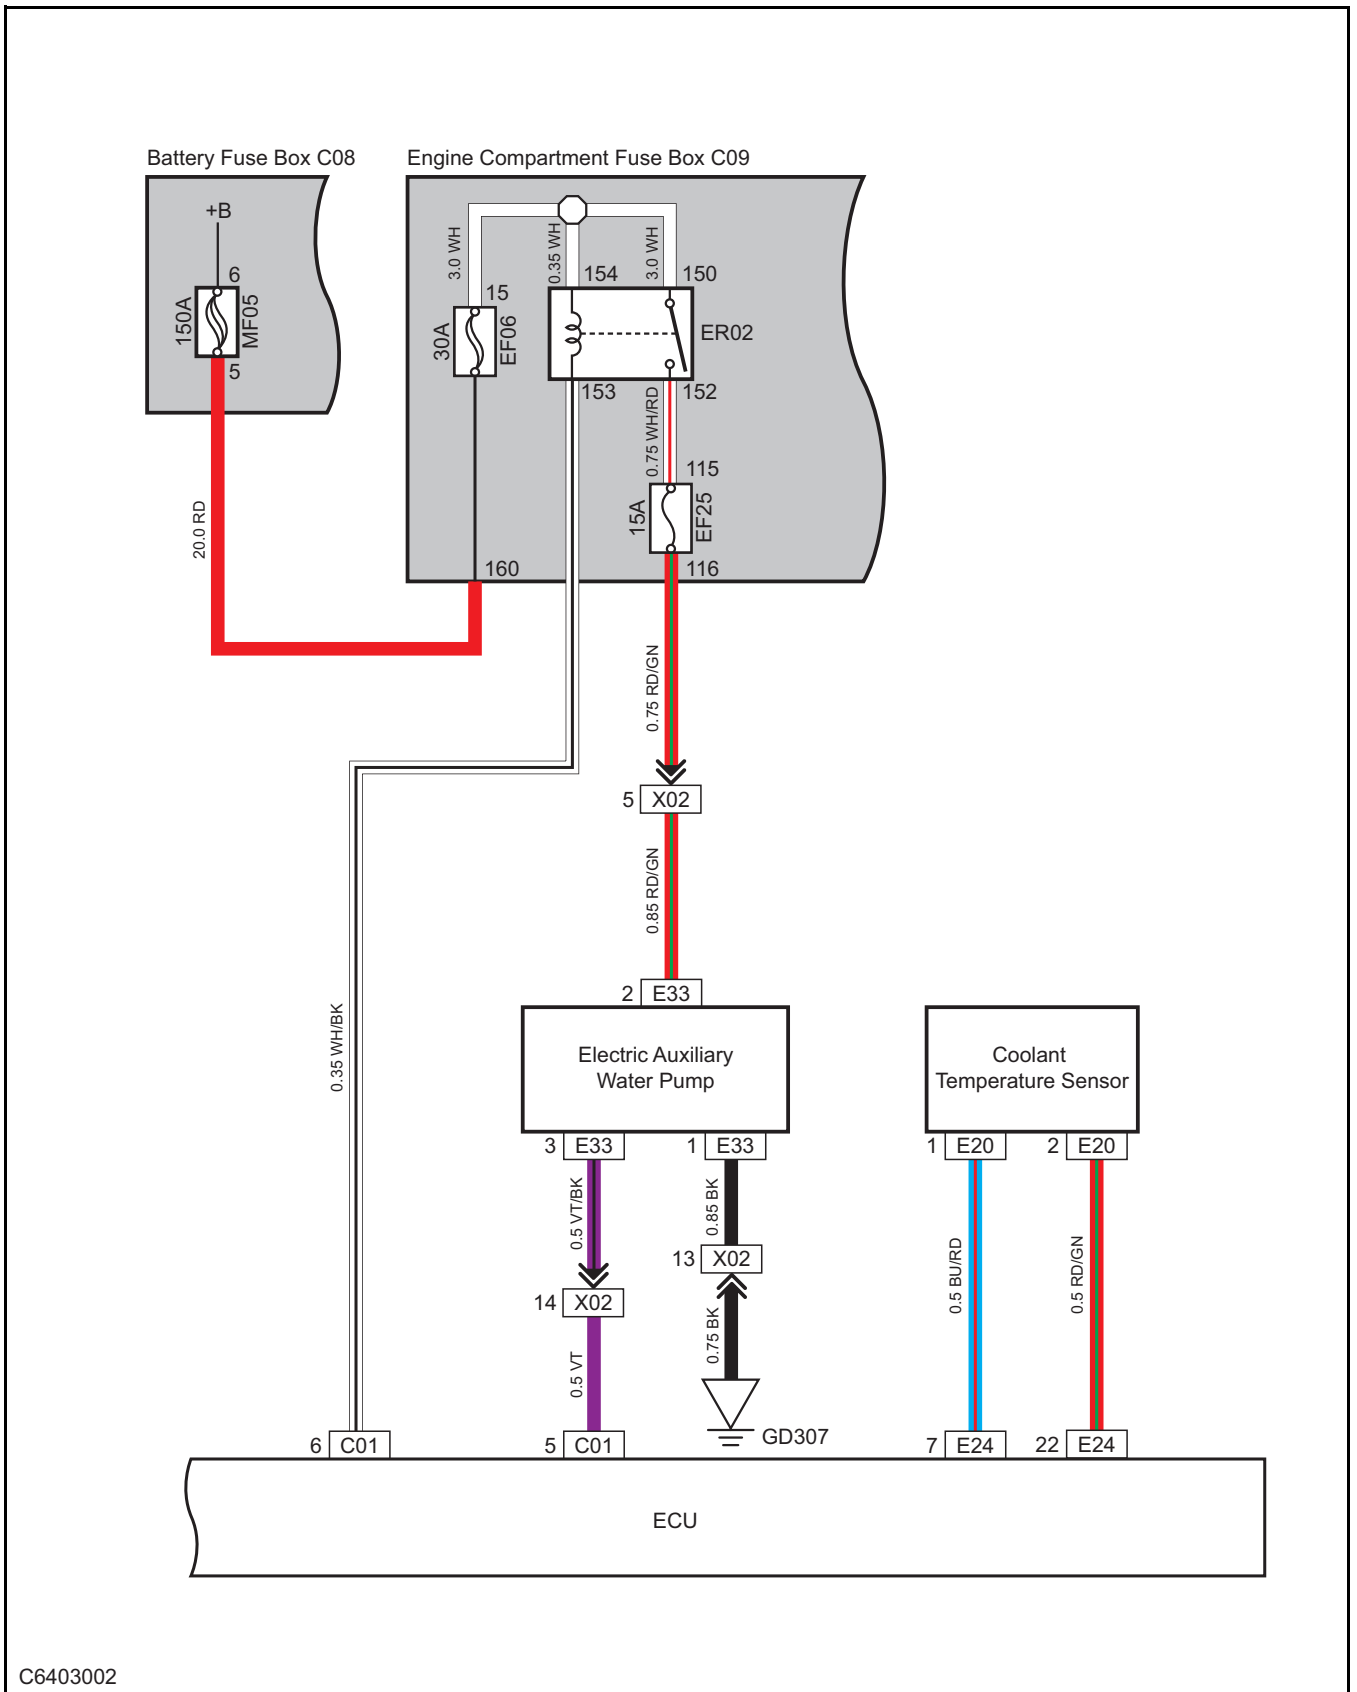 Battery Fuse Box C08
Engine Compartment Fuse Box C09
+B
6
150A
MF05
5
20.0 RD
3.0 WH
0.35 WH
3.0 WH
15
30A
EF06
154
150
ER02
153
152
0.75 WH/RD
115
15A
EF25
160
116
0.75 RD/GN
5
X02
0.85 RD/GN
2
E33
0.35 WH/BK
Electric Auxiliary
Water Pump
Coolant
Temperature Sensor
3
E33
1
E33
1
E20
2
E20
0.5 VT/BK
0.85 BK
13
X02
14
X02
0.5 BU/RD
0.5 RD/GN
0.5 VT
0.75 BK
GD307
6
C01
5
C01
7
E24
22
E24
ECU
C6403002